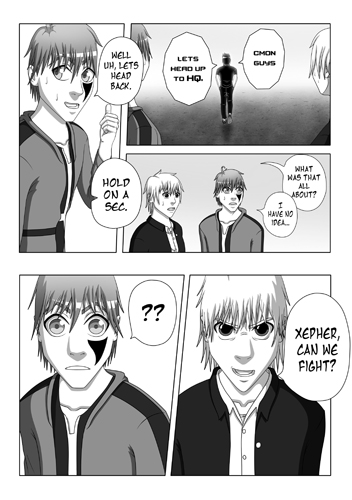 WELL
UH, LETS
HEAD
BACK.
LETS
HEAD UP
TO HQ.
CMON
GUYS
HOLD
ON A
SEC.
WHAT
WAS THAT
ALL
ABOUT?
I
HAVE NO
IDEA...
??
XEPHER,
CAN WE
FIGHT?